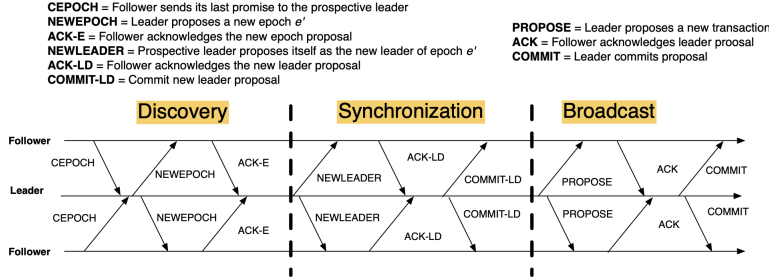 CEPOCH = Follower sends its last promise to the prospective leader
NEWEPOCH = Leader proposes a new epoch e'
ACK-E = Follower acknowledges the new epoch proposal
NEWLEADER = Prospective leader proposes itself as the new leader of epoch e'
ACK-LD = Follower acknowledges the new leader proposal
COMMIT-LD = Commit new leader proposal
PROPOSE = Leader proposes a new transaction
ACK = Follower acknowledges leader proosal
COMMIT = Leader commits proposal
Discovery
Synchronization
Broadcast
Follower
CEPOCH
NEWEPOCH
ACK-E
NEWLEADER
ACK-LD
COMMIT-LD
PROPOSE
ACK
COMMIT
Leader
CEPOCH
NEWEPOCH
ACK-E
NEWLEADER
ACK-LD
COMMIT-LD
PROPOSE
ACK
COMMIT
Follower